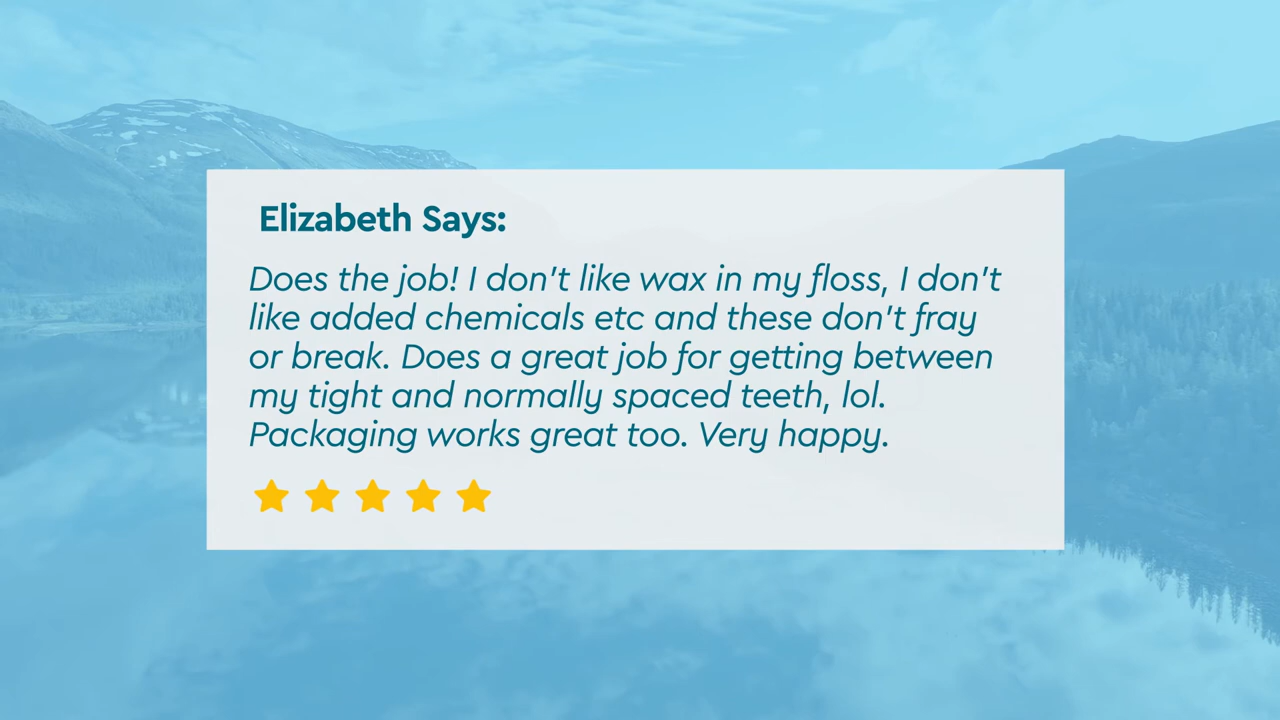 Elizabeth Says:
Does the job! I don't like wax in my floss, I don't
like added chemicals etc and these don't fray
or break. Does a great job for getting between
my tight and normally spaced teeth, lol.
Packaging works great too. Very happy.